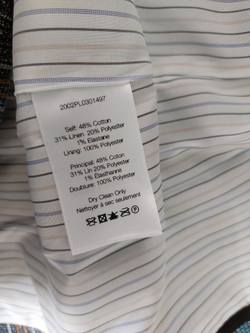 2002PL0301497
Self: 48% Cotton
31% Linen 20% Polyester
1% Elastane
Lining: 100% Polyester
Principal: 48% Coton
31% Lin 20% Polyester
1% Elasthanne
Doublure: 100% Polyester
Dry Clean Only
Nettoyer à sec seulement